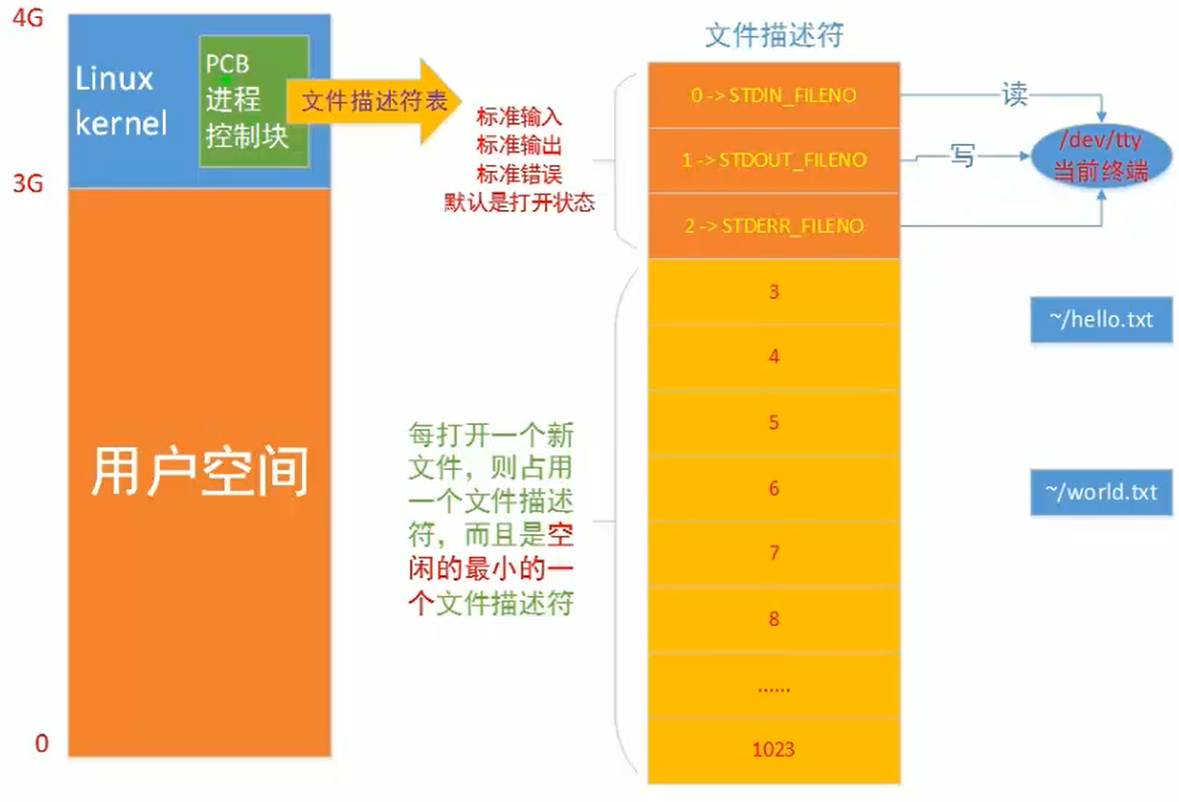 4G
Linux
kernel
PCB
进程
控制块
文件描述符表
3G
用户空间
0
标准输入
标准输出
标准错误
默认是打开状态
每打开一个新
文件，则占用
一个文件描述
符，而且是空
闲的最小的一
个文件描述符
文件描述符
0 -> STDIN_FILENO
1 -> STDOUT_FILENO
2 -> STDERR_FILENO
3
4
5
6
7
8
......
1023
读
写
/dev/tty
当前终端
~/hello.txt
~/world.txt